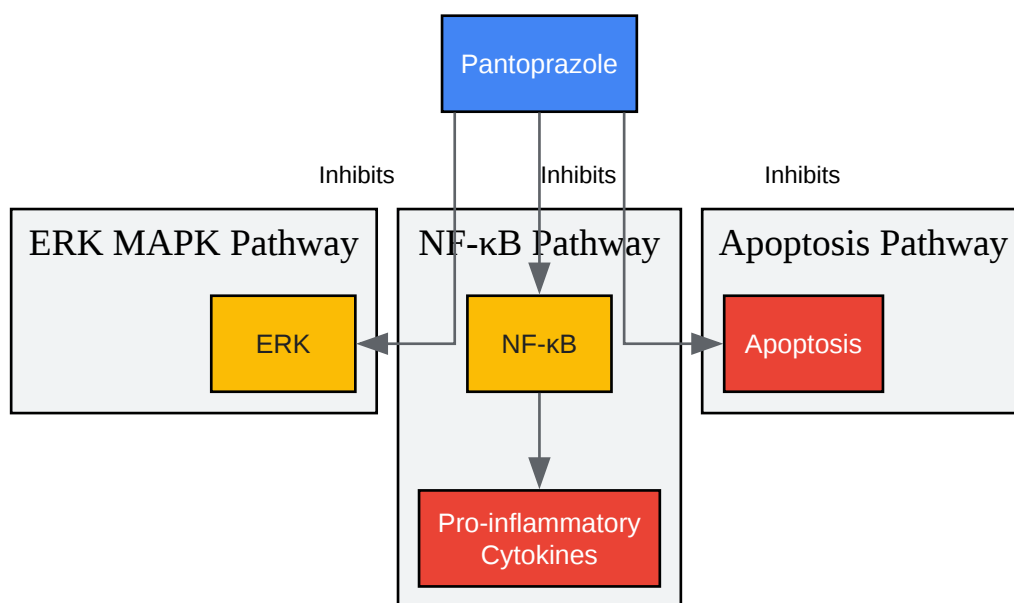 Pantoprazole
Inhibits
Inhibits
Inhibits
ERK MAPK Pathway
NF-κB Pathway
Apoptosis Pathway
ERK
NF-κB
Apoptosis
Pro-inflammatory
Cytokines